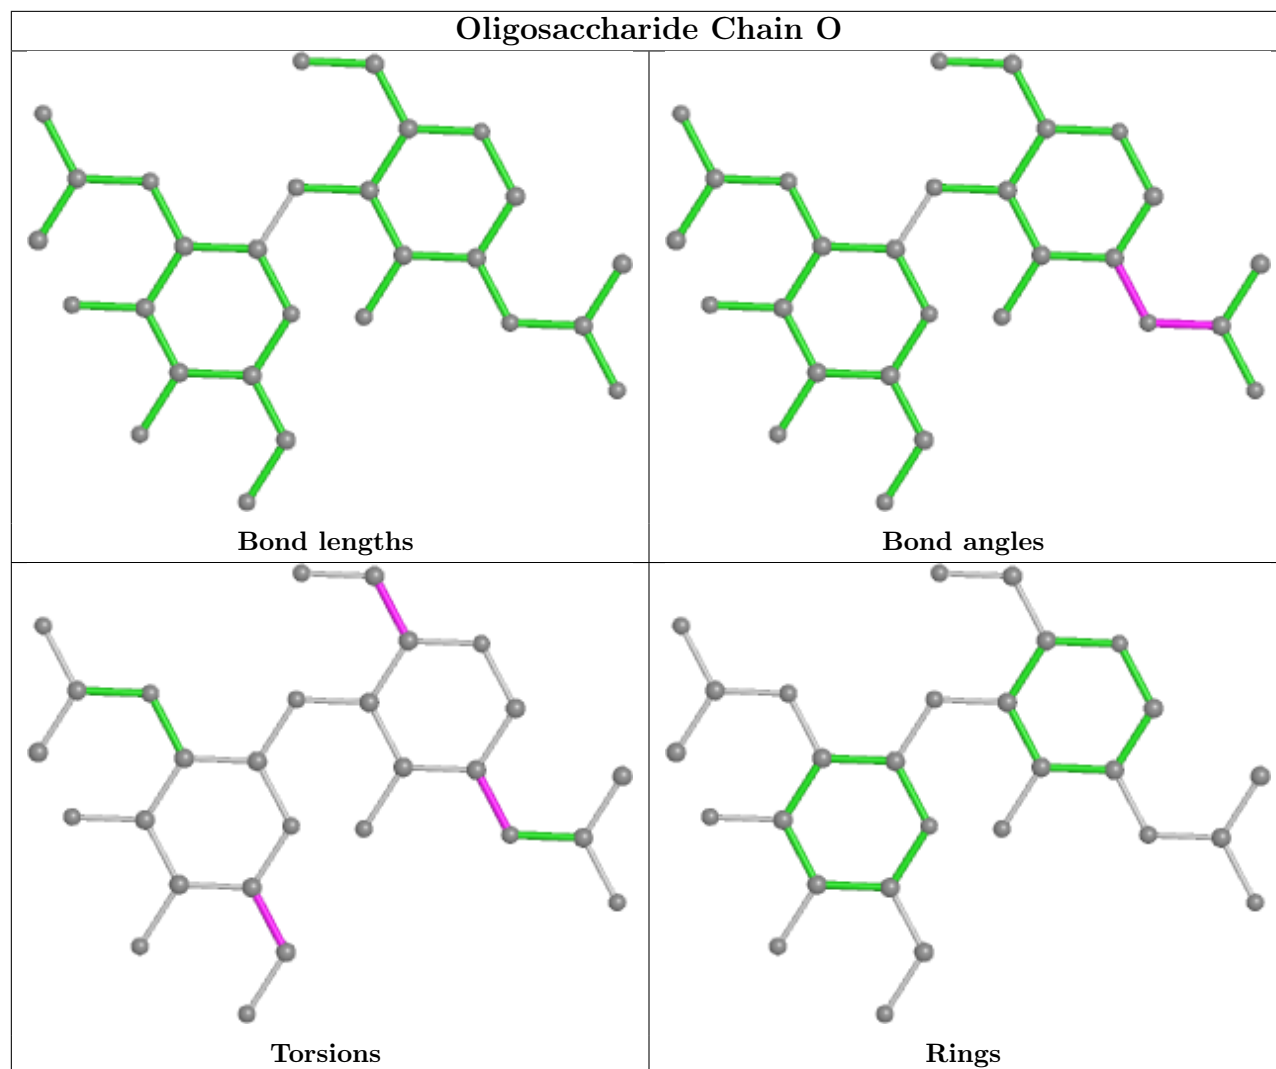 Oligosaccharide Chain O
Bond lengths
Bond angles
Torsions
Rings